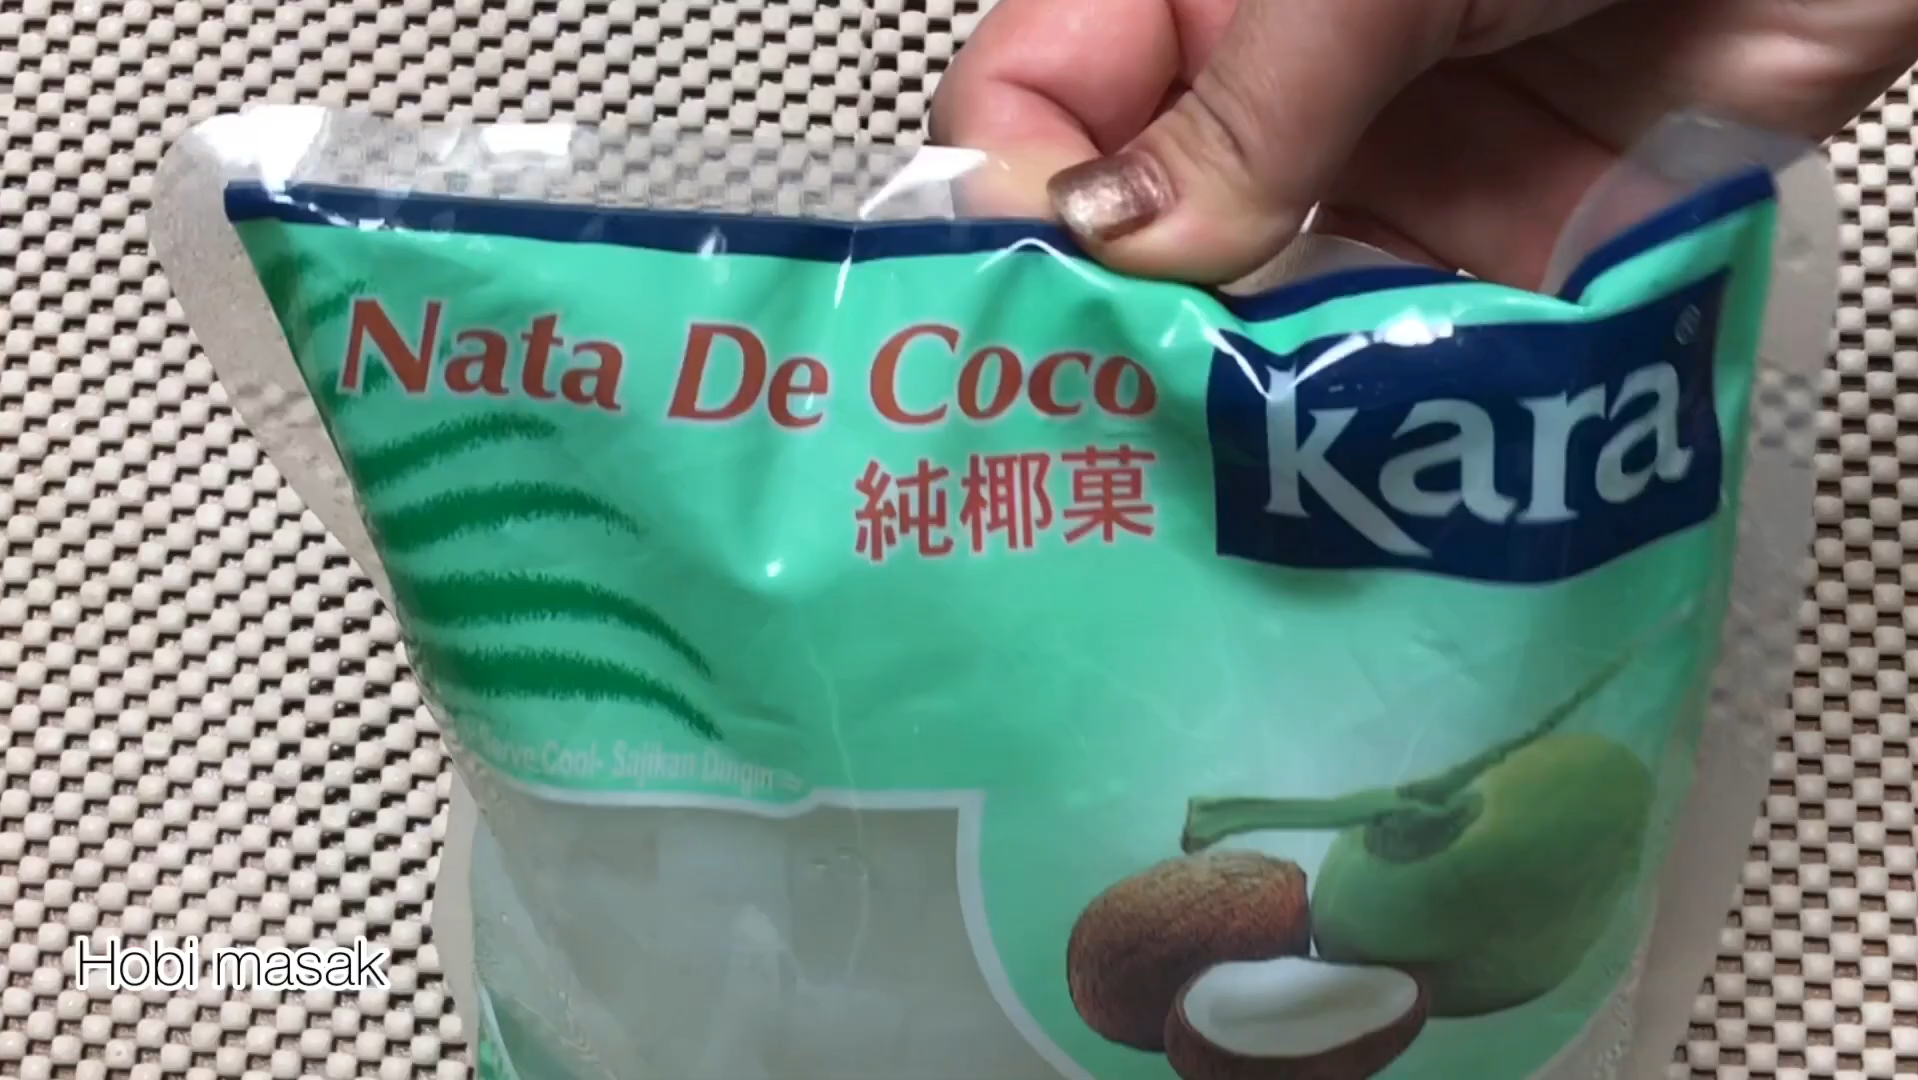 Nata De Coco
純椰菓
kara®
Serve Cool- Sajikan Dingin
Hobi masak